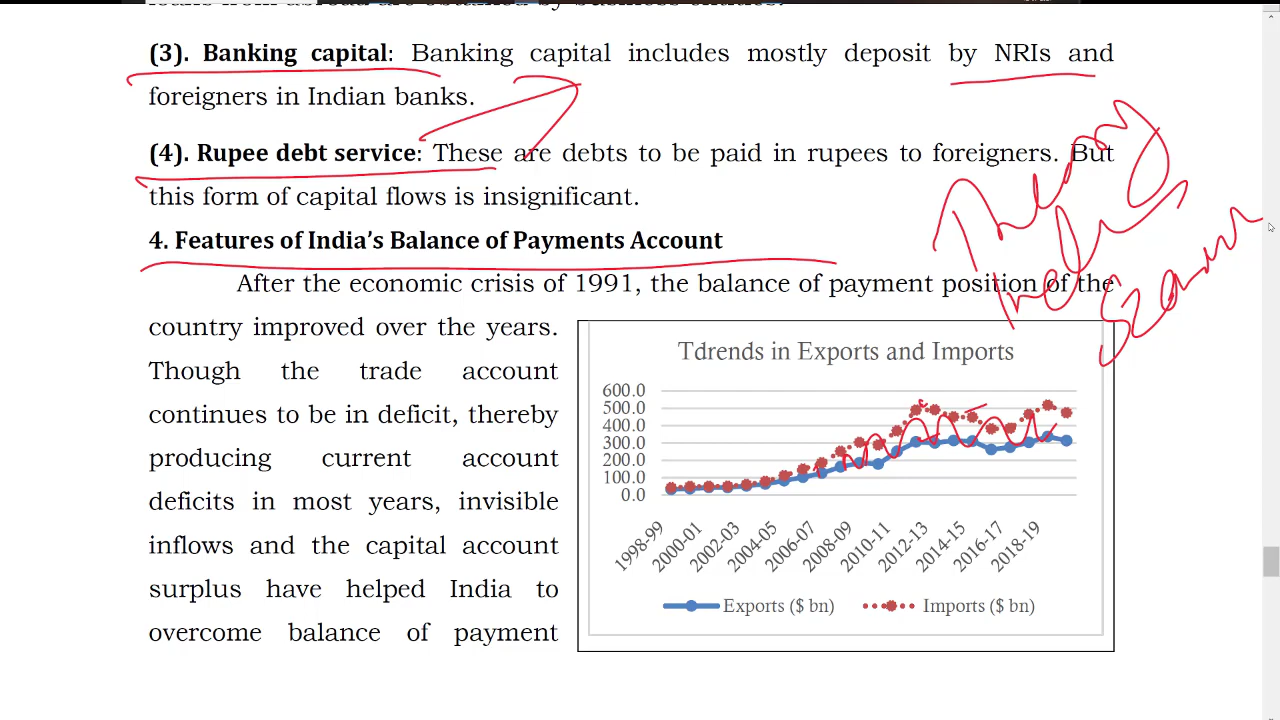 (3). Banking capital: Banking capital includes mostly deposit by NRIs and
foreigners in Indian banks.
(4). Rupee debt service: These are debts to be paid in rupees to foreigners. But
this form of capital flows is insignificant.
4. Features of India's Balance of Payments Account
After the economic crisis of 1991, the balance of payment position of the
country improved over the years.
Though the trade account
continues to be in deficit, thereby
producing current account
deficits in most years, invisible
inflows and the capital account
surplus have helped India to
overcome balance of payment
Tdrends in Exports and Imports
600.0
500.0
400.0
300.0
200.0
100.0
0.0
1998-99
2000-01
2002-03
2004-05
2006-07
2008-09
2010-11
2012-13
2014-15
2016-17
2018-19
Exports ($ bn)
Imports ($ bn)